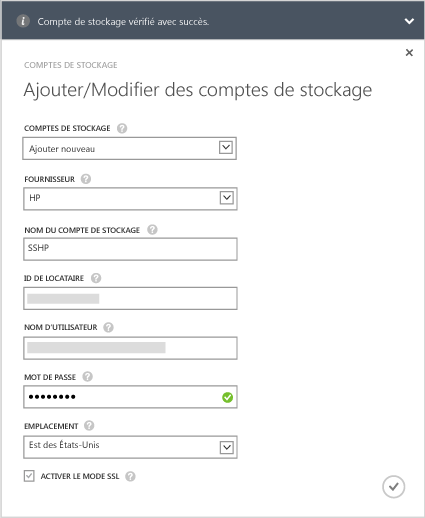 Compte de stockage vérifié avec succès.
COMPTES DE STOCKAGE
Ajouter/Modifier des comptes de stockage
COMPTES DE STOCKAGE ?
Ajouter nouveau
FOURNISSEUR ?
HP
NOM DU COMPTE DE STOCKAGE ?
SSHP
ID DE LOCATAIRE ?
NOM D'UTILISATEUR ?
MOT DE PASSE ?
EMPLACEMENT ?
Est des États-Unis
ACTIVER LE MODE SSL ?